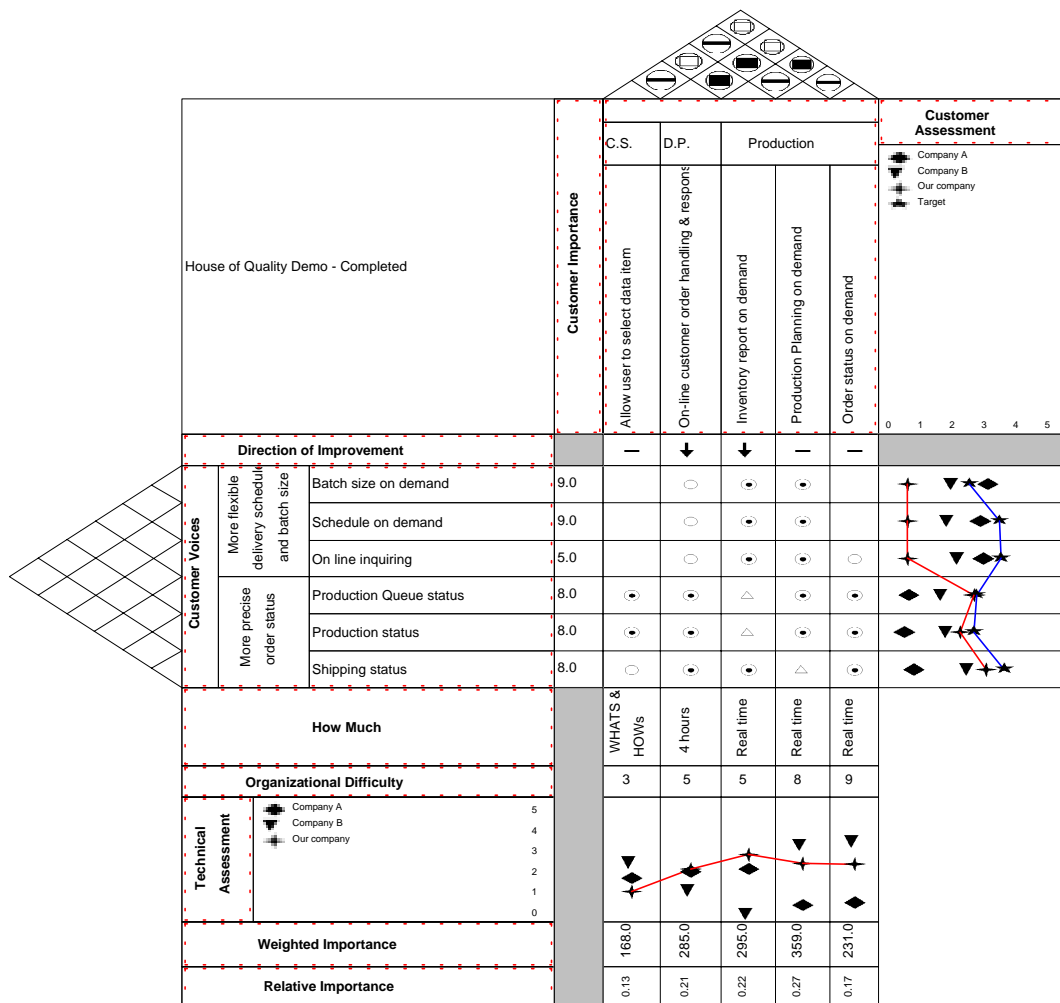 Customer
Assessment
Company A
Company B
Our company
Target
0 1 2 3 4 5
House of Quality Demo - Completed
Customer Importance
C.S. D.P. Production
Allow user to select data item
On-line customer order handling & respons
Inventory report on demand
Production Planning on demand
Order status on demand
Direction of Improvement
Customer Voices
More flexible
delivery schedule
and batch size
Batch size on demand 9.0
Schedule on demand 9.0
On line inquiring 5.0
More precise
order status
Production Queue status 8.0
Production status 8.0
Shipping status 8.0
How Much
WHATS &
HOWs
4 hours
Real time
Real time
Real time
Organizational Difficulty 3 5 5 8 9
Technical
Assessment
Company A
Company B
Our company
5
4
3
2
1
0
Weighted Importance 168.0 285.0 295.0 359.0 231.0
Relative Importance 0.13 0.21 0.22 0.27 0.17